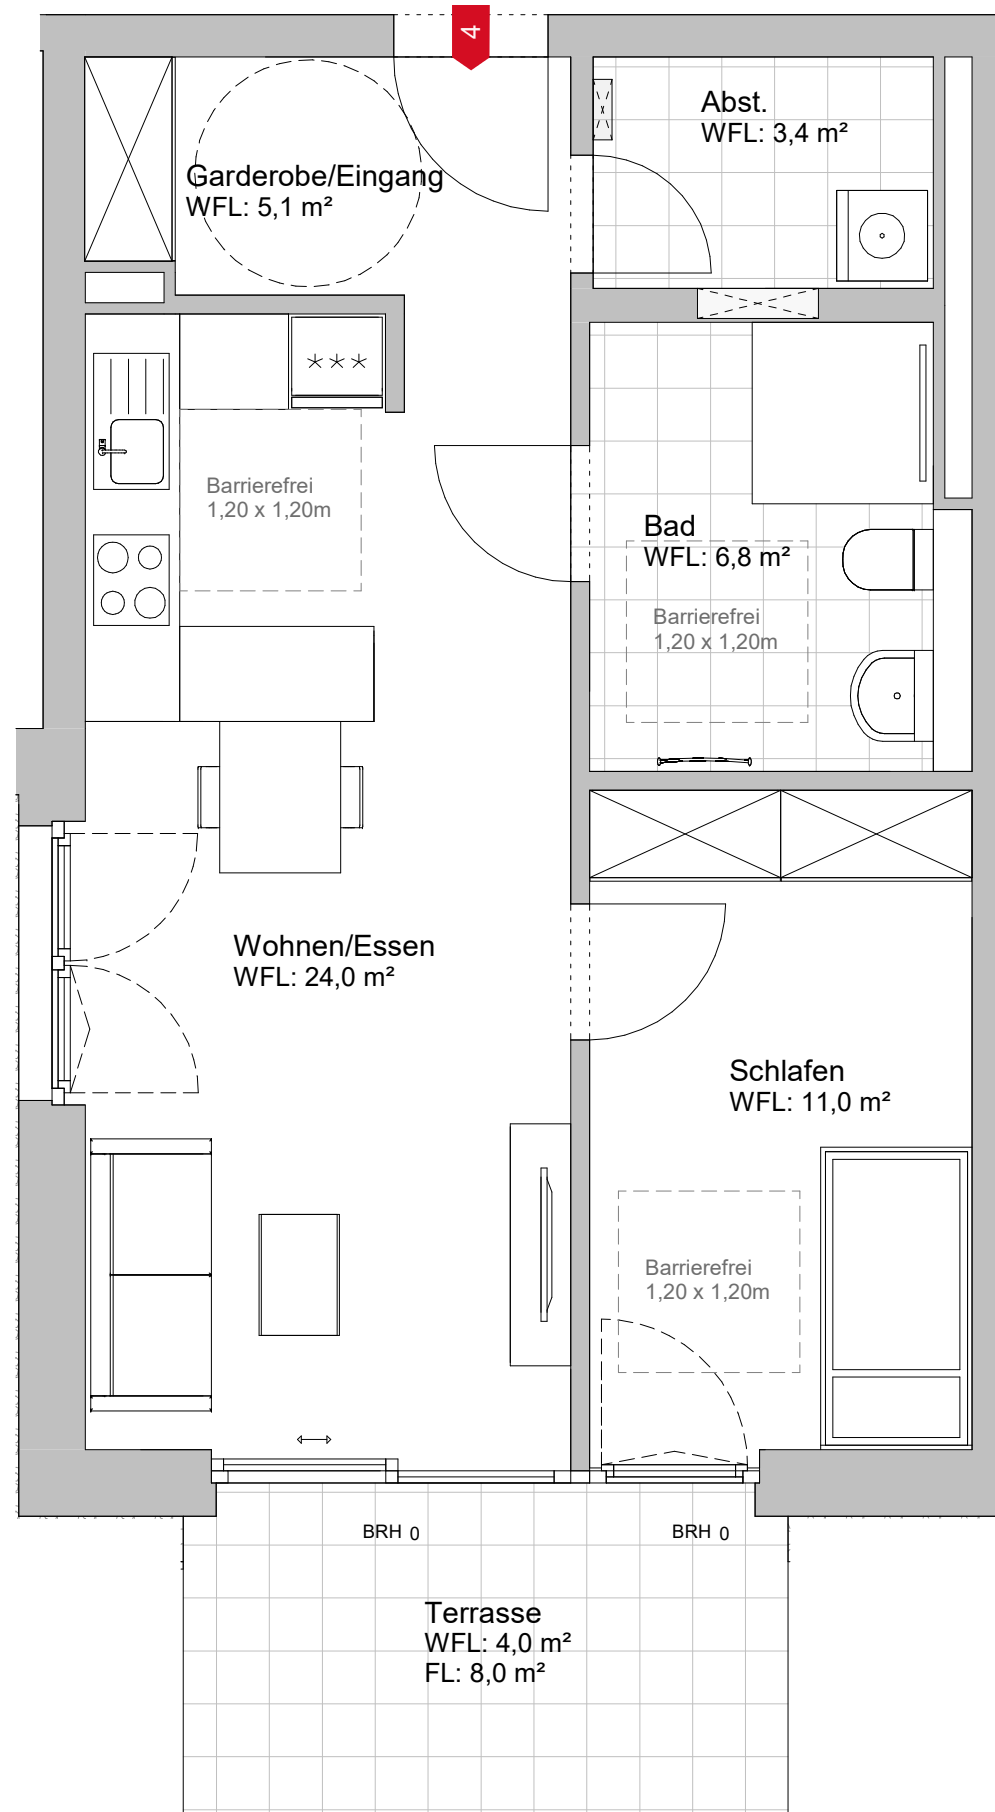 4
Abst.
WFL: 3,4 m²
Garderobe/Eingang
WFL: 5,1 m²
Barrierefrei
1,20 x 1,20m
Bad
WFL: 6,8 m²
Barrierefrei
1,20 x 1,20m
Wohnen/Essen
WFL: 24,0 m²
Schlafen
WFL: 11,0 m²
Barrierefrei
1,20 x 1,20m
BRH 0
BRH 0
Terrasse
WFL: 4,0 m²
FL: 8,0 m²